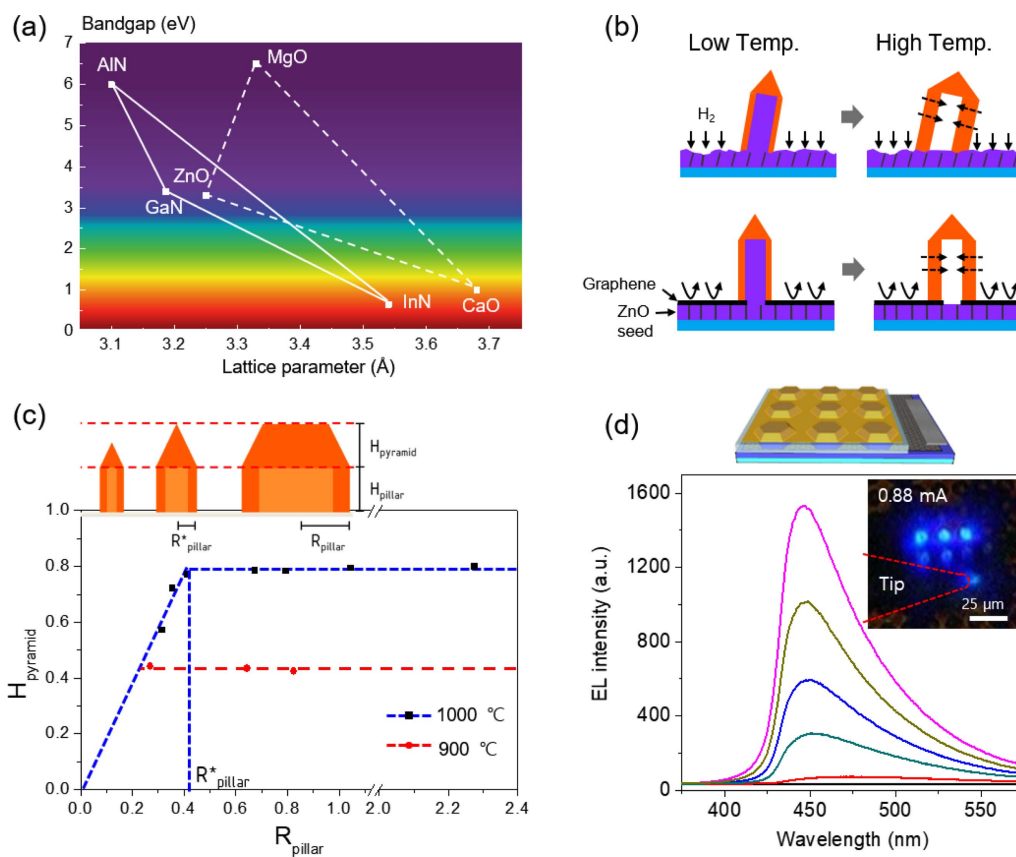 (a)
Bandgap (eV)
7
6
5
4
3
2
1
0
AlN
MgO
ZnO
GaN
InN
CaO
3.1 3.2 3.3 3.4 3.5 3.6 3.7
Lattice parameter (Å)
(b)
Low Temp. High Temp.
H2
Graphene
ZnO
seed
(c)
Hpyramid
Hpillar
R*pillar
Rpillar
1.0
0.8
0.6
0.4
0.2
0.0
Hpyramid
1000 ℃
900 ℃
R*pillar
0.0 0.2 0.4 0.6 0.8 1.0 2.0 2.2 2.4
Rpillar
(d)
1600
1200
800
400
0
EL intensity (a.u.)
0.88 mA
Tip
25 µm
400 450 500 550
Wavelength (nm)